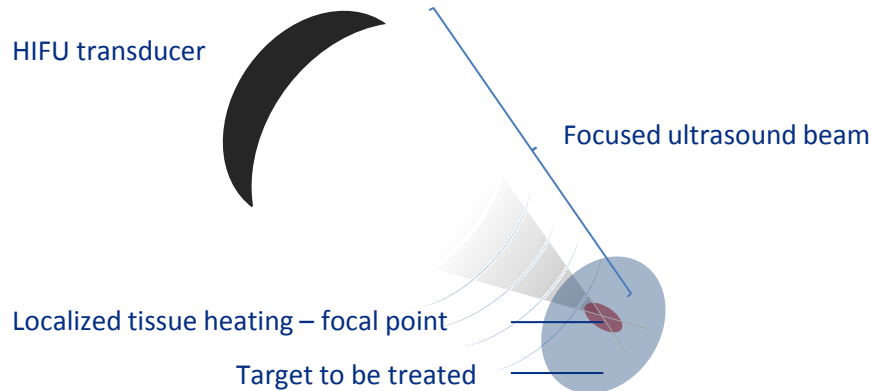 HIFU transducer
Focused ultrasound beam
Localized tissue heating – focal point
Target to be treated